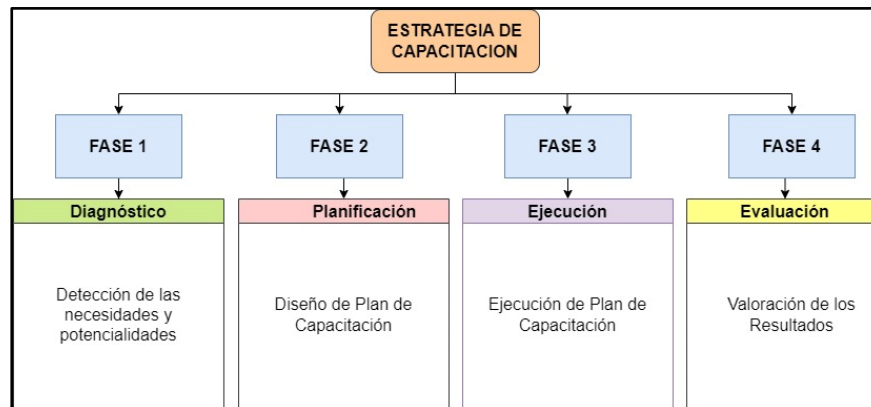 ESTRATEGIA DE
CAPACITACION
FASE 1
FASE 2
FASE 3
FASE 4
Diagnóstico
Planificación
Ejecución
Evaluación
Detección de las
necesidades y
potencialidades
Diseño de Plan de
Capacitación
Ejecución de Plan de
Capacitación
Valoración de los
Resultados